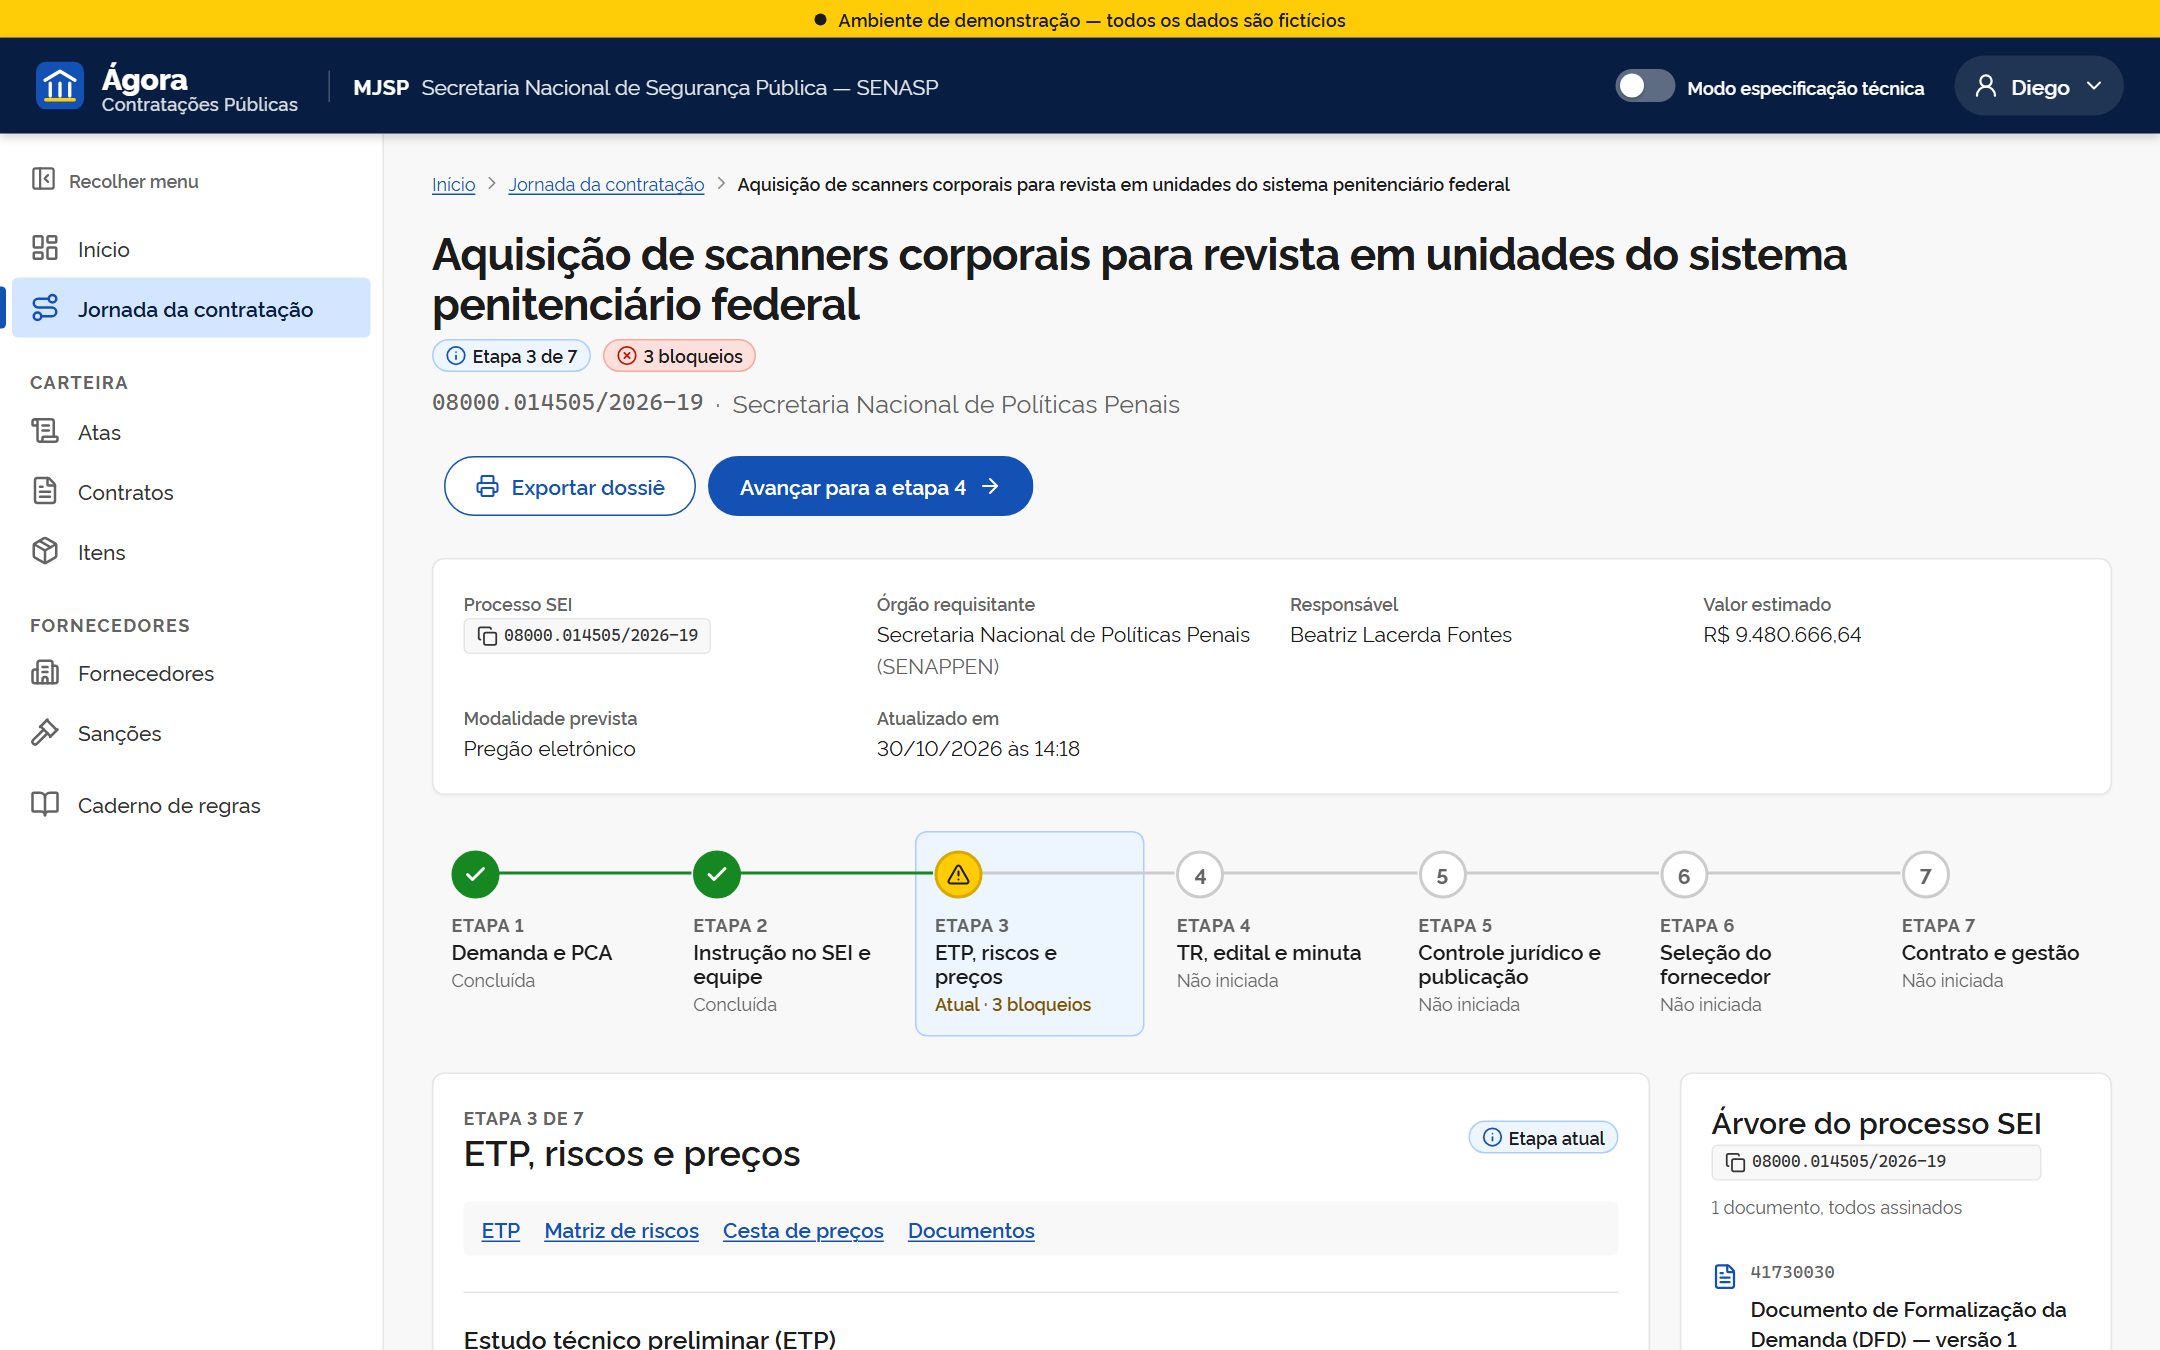 Ambiente de demonstração — todos os dados são fictícios
Ágora
Contratações Públicas
MJSP Secretaria Nacional de Segurança Pública — SENASP
Modo especificação técnica
Diego
Recolher menu
Início
Jornada da contratação
CARTEIRA
Atas
Contratos
Itens
FORNECEDORES
Fornecedores
Sanções
Caderno de regras
Início > Jornada da contratação > Aquisição de scanners corporais para revista em unidades do sistema penitenciário federal
Aquisição de scanners corporais para revista em unidades do sistema
penitenciário federal
Etapa 3 de 7
3 bloqueios
08000.014505/2026-19 · Secretaria Nacional de Políticas Penais
Exportar dossiê
Avançar para a etapa 4
Processo SEI
08000.014505/2026-19
Órgão requisitante
Secretaria Nacional de Políticas Penais
(SENAPPEN)
Responsável
Beatriz Lacerda Fontes
Valor estimado
R$ 9.480.666,64
Modalidade prevista
Pregão eletrônico
Atualizado em
30/10/2026 às 14:18
ETAPA 1
Demanda e PCA
Concluída
ETAPA 2
Instrução no SEI e
equipe
Concluída
ETAPA 3
ETP, riscos e
preços
Atual · 3 bloqueios
4
ETAPA 4
TR, edital e minuta
Não iniciada
5
ETAPA 5
Controle jurídico e
publicação
Não iniciada
6
ETAPA 6
Seleção do
fornecedor
Não iniciada
7
ETAPA 7
Contrato e gestão
Não iniciada
ETAPA 3 DE 7
ETP, riscos e preços
Etapa atual
ETP
Matriz de riscos
Cesta de preços
Documentos
Estudo técnico preliminar (ETP)
Árvore do processo SEI
08000.014505/2026-19
1 documento, todos assinados
41730030
Documento de Formalização da
Demanda (DFD) — versão 1